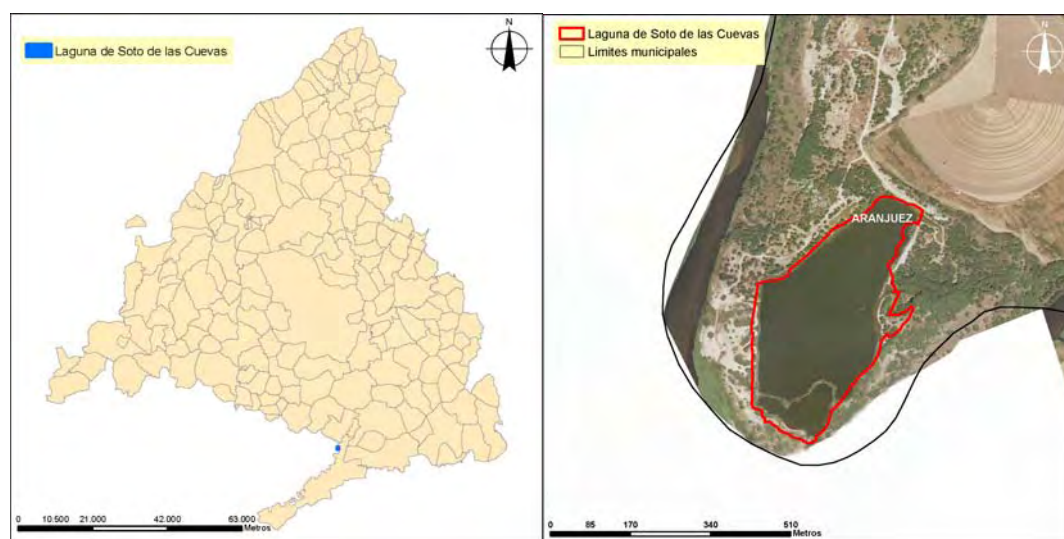 Laguna de Soto de las Cuevas
N
0 10.500 21.000 42.000 63.000
Metros
Laguna de Soto de las Cuevas
Limites municipales
N
ARANJUEZ
0 85 170 340 510
Metros